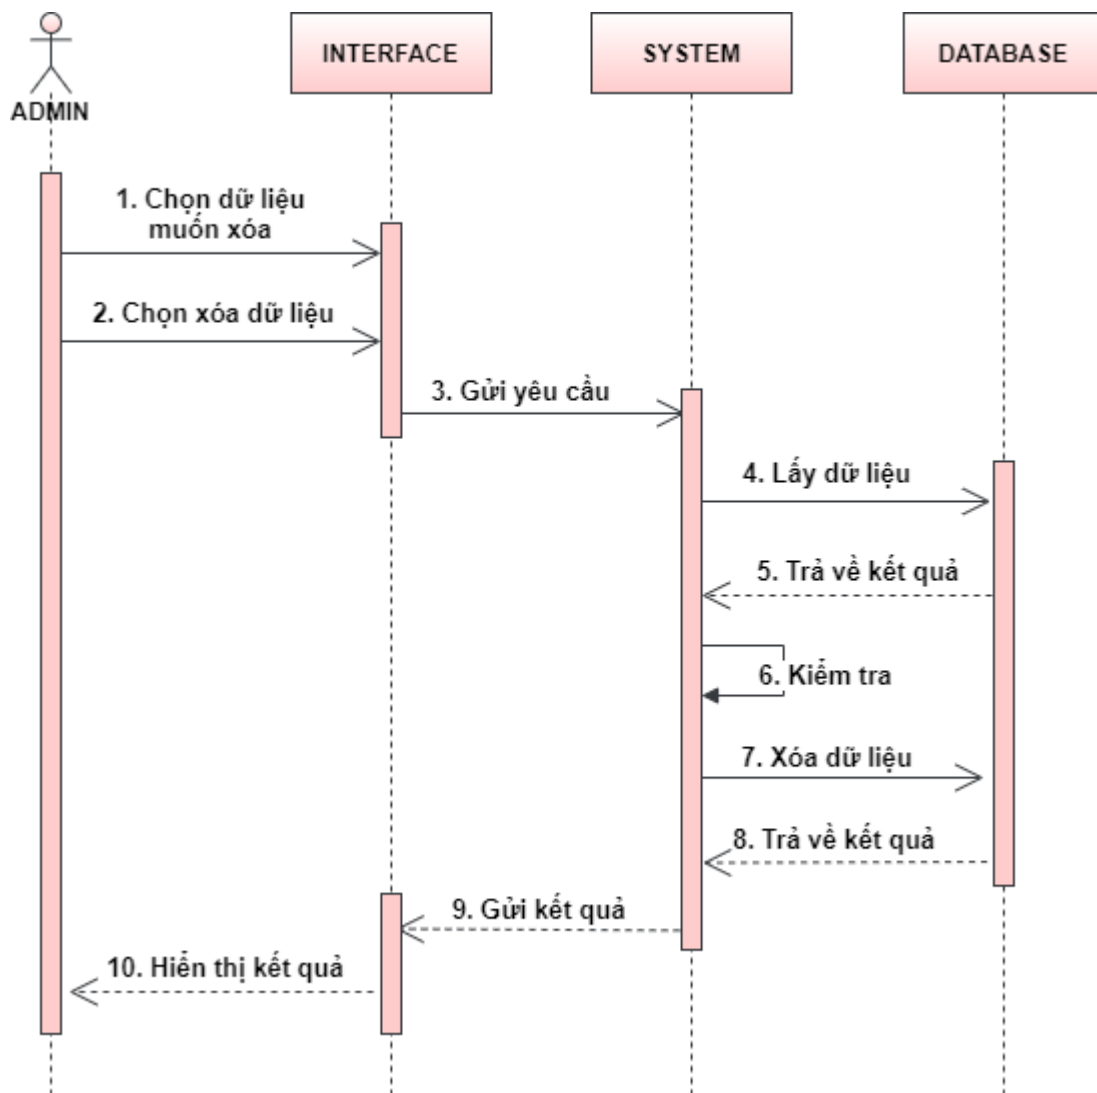 INTERFACE
SYSTEM
DATABASE
ADMIN
1. Chọn dữ liệu
muốn xóa
2. Chọn xóa dữ liệu
3. Gửi yêu cầu
4. Lấy dữ liệu
5. Trả về kết quả
6. Kiểm tra
7. Xóa dữ liệu
8. Trả về kết quả
9. Gửi kết quả
10. Hiển thị kết quả